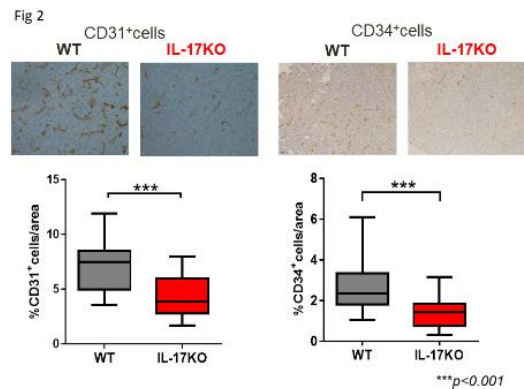 Fig 2
CD31+cells
WT IL-17KO
CD34+cells
WT IL-17KO
%CD31+ cells/area
15
10
5
0
***
WT IL-17KO
%CD34+ cells/area
8
6
4
2
0
***
WT IL-17KO
***p<0.001